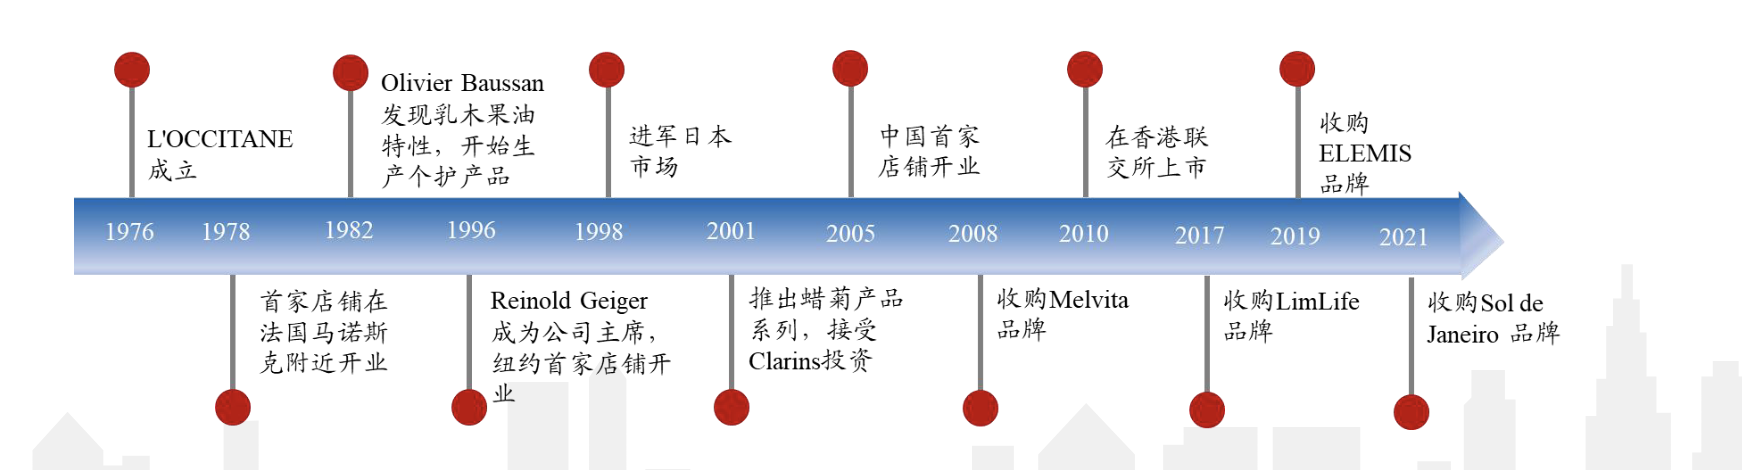 L'OCCITANE
成立
Olivier Baussan
发现乳木果油
特性，开始生
产个护产品
进军日本
市场
中国首家
店铺开业
在香港联
交所上市
收购
ELEMIS
品牌
1976
1978
1982
1996
1998
2001
2005
2008
2010
2017
2019
2021
首家店铺在
法国马诺斯
克附近开业
Reinold Geiger
成为公司主席，
纽约首家店铺开
业
推出蜡菊产品
系列，接受
Clarins投资
收购Melvita
品牌
收购LimLife
品牌
收购Sol de
Janeiro 品牌